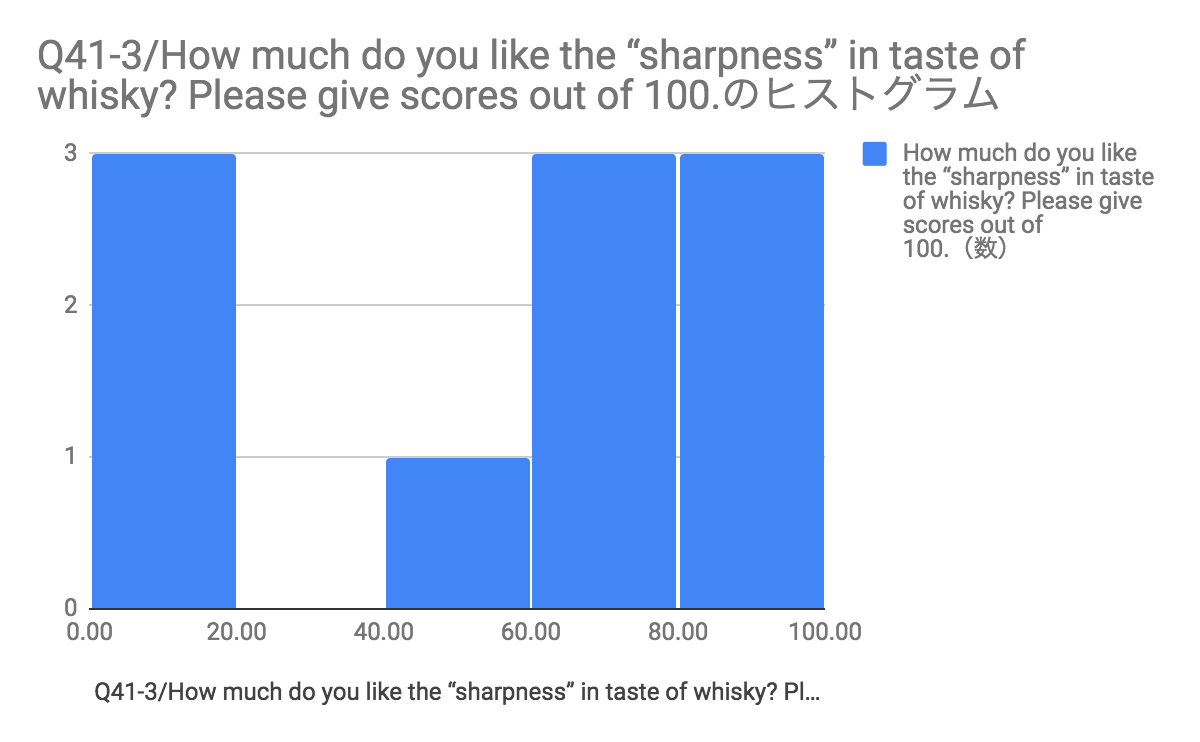 Q41-3/How much do you like the “sharpness” in taste of
whisky? Please give scores out of 100.のヒストグラム
3
2
1
0
0.00 20.00 40.00 60.00 80.00 100.00
Q41-3/How much do you like the “sharpness” in taste of whisky? Pl...
How much do you like
the “sharpness” in taste
of whisky? Please give
scores out of
100.（数）